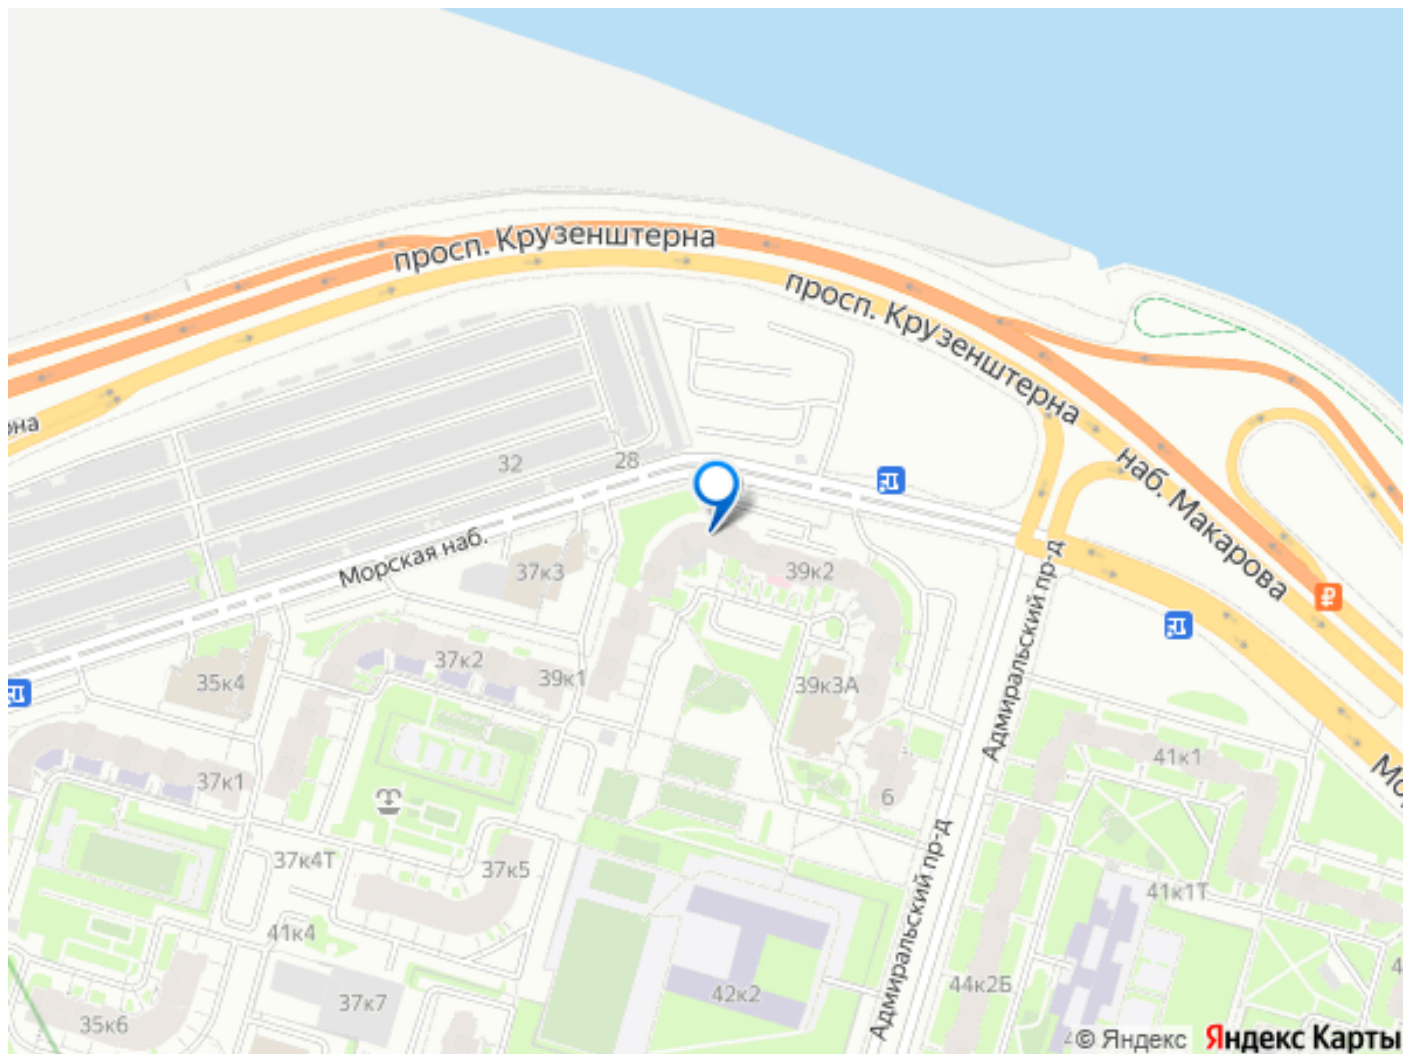 просп. Крузенштерна
просп. Крузенштерна
наб. Макарова
Морская наб.
32
28
37к3
39к2
37к2
39к1
39к3А
35к4
37к1
6
Адмиральский пр-д
41к1
37к5
37к4Т
41к4
37к7
35к6
42к2
Адмиральский пр-д
41к1Т
44к2Б
© Яндекс
Яндекс Карты